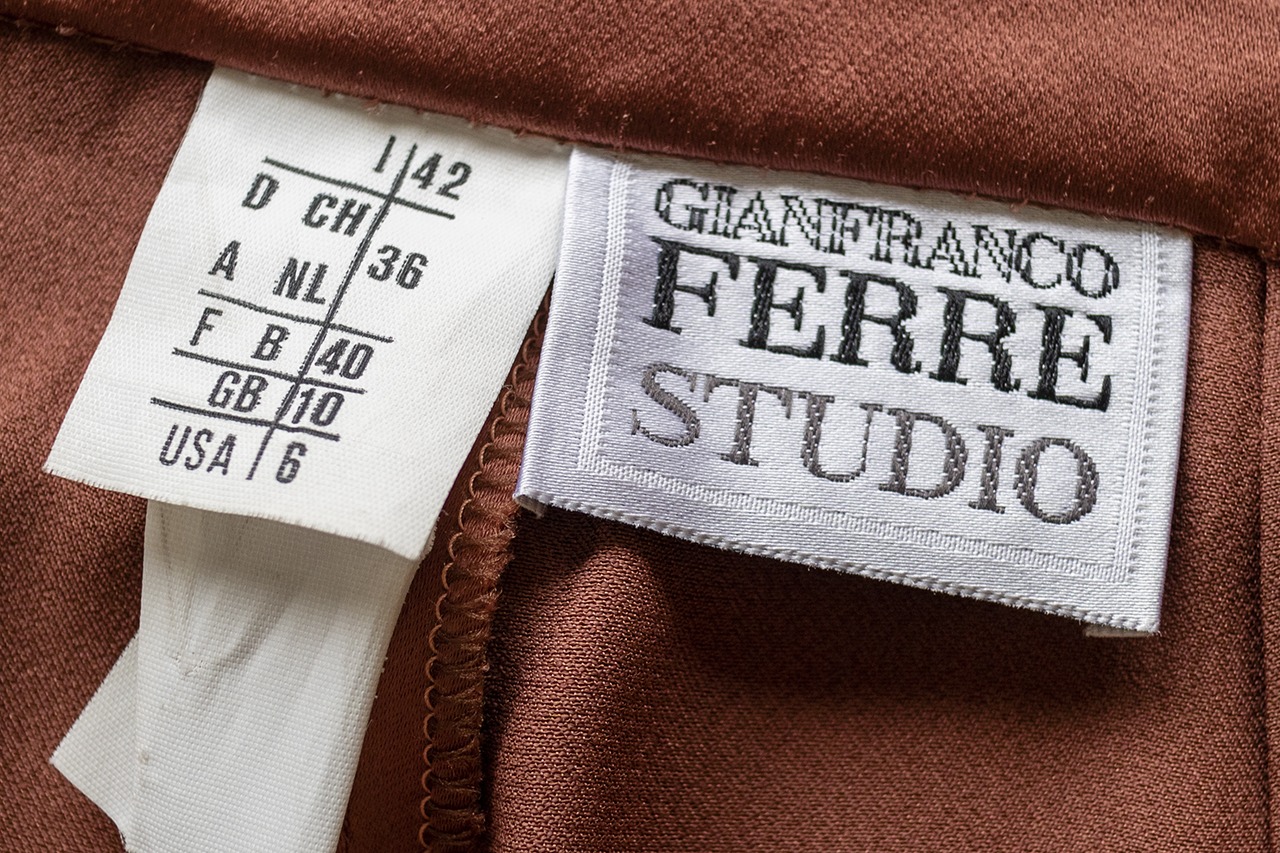 I 42
D CH
36
A NL
F B 40
GB 10
USA 6
GIANFRANCO
FERRE
STUDIO